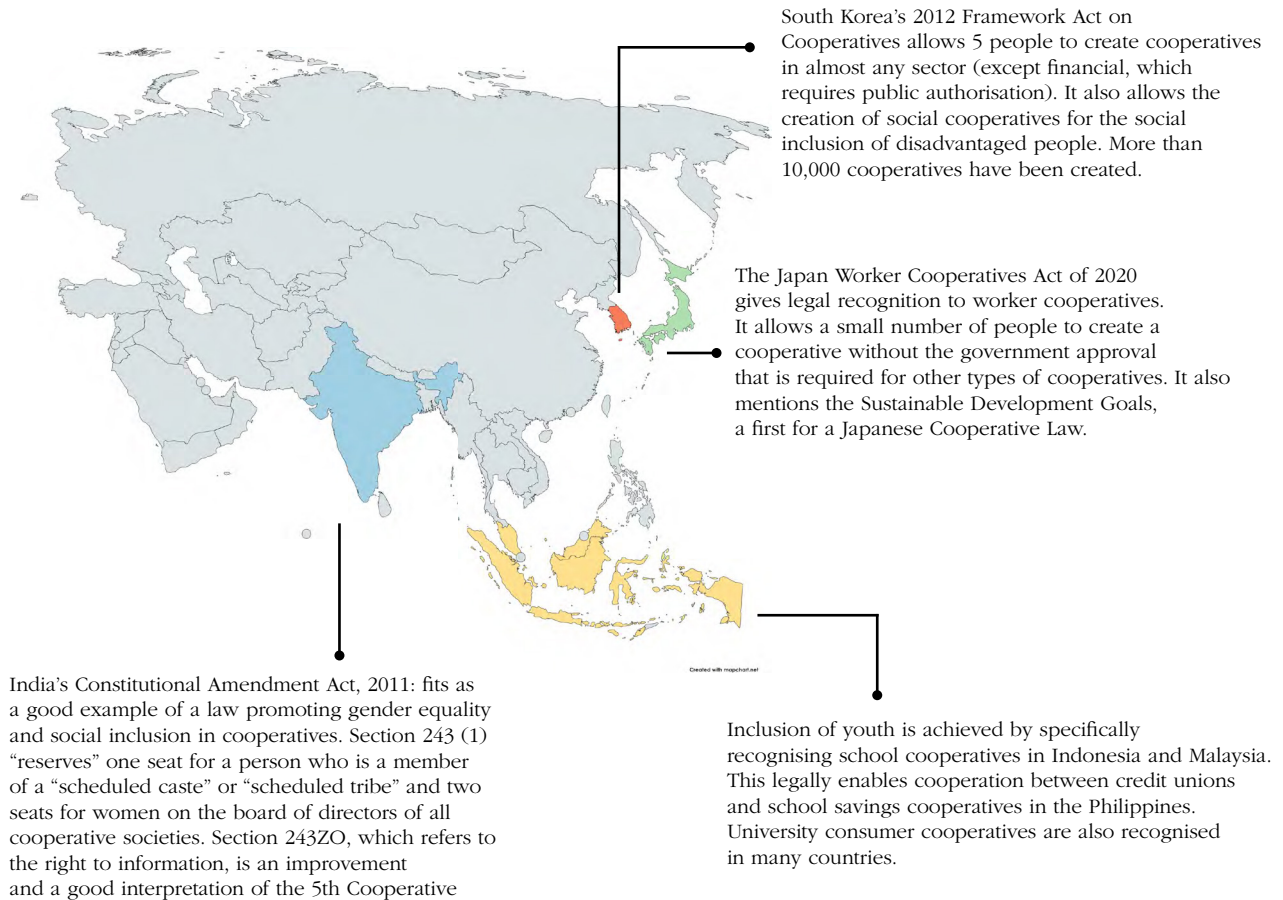 South Korea's 2012 Framework Act on
Cooperatives allows 5 people to create cooperatives
in almost any sector (except financial, which
requires public authorisation). It also allows the
creation of social cooperatives for the social
inclusion of disadvantaged people. More than
10,000 cooperatives have been created.
The Japan Worker Cooperatives Act of 2020
gives legal recognition to worker cooperatives.
It allows a small number of people to create a
cooperative without the government approval
that is required for other types of cooperatives. It also
mentions the Sustainable Development Goals,
a first for a Japanese Cooperative Law.
Created with mapchart.net
India's Constitutional Amendment Act, 2011: fits as
a good example of a law promoting gender equality
and social inclusion in cooperatives. Section 243 (1)
"reserves" one seat for a person who is a member
of a "scheduled caste" or "scheduled tribe" and two
seats for women on the board of directors of all
cooperative societies. Section 243ZO, which refers to
the right to information, is an improvement
and a good interpretation of the 5th Cooperative
Inclusion of youth is achieved by specifically
recognising school cooperatives in Indonesia and Malaysia.
This legally enables cooperation between credit unions
and school savings cooperatives in the Philippines.
University consumer cooperatives are also recognised
in many countries.